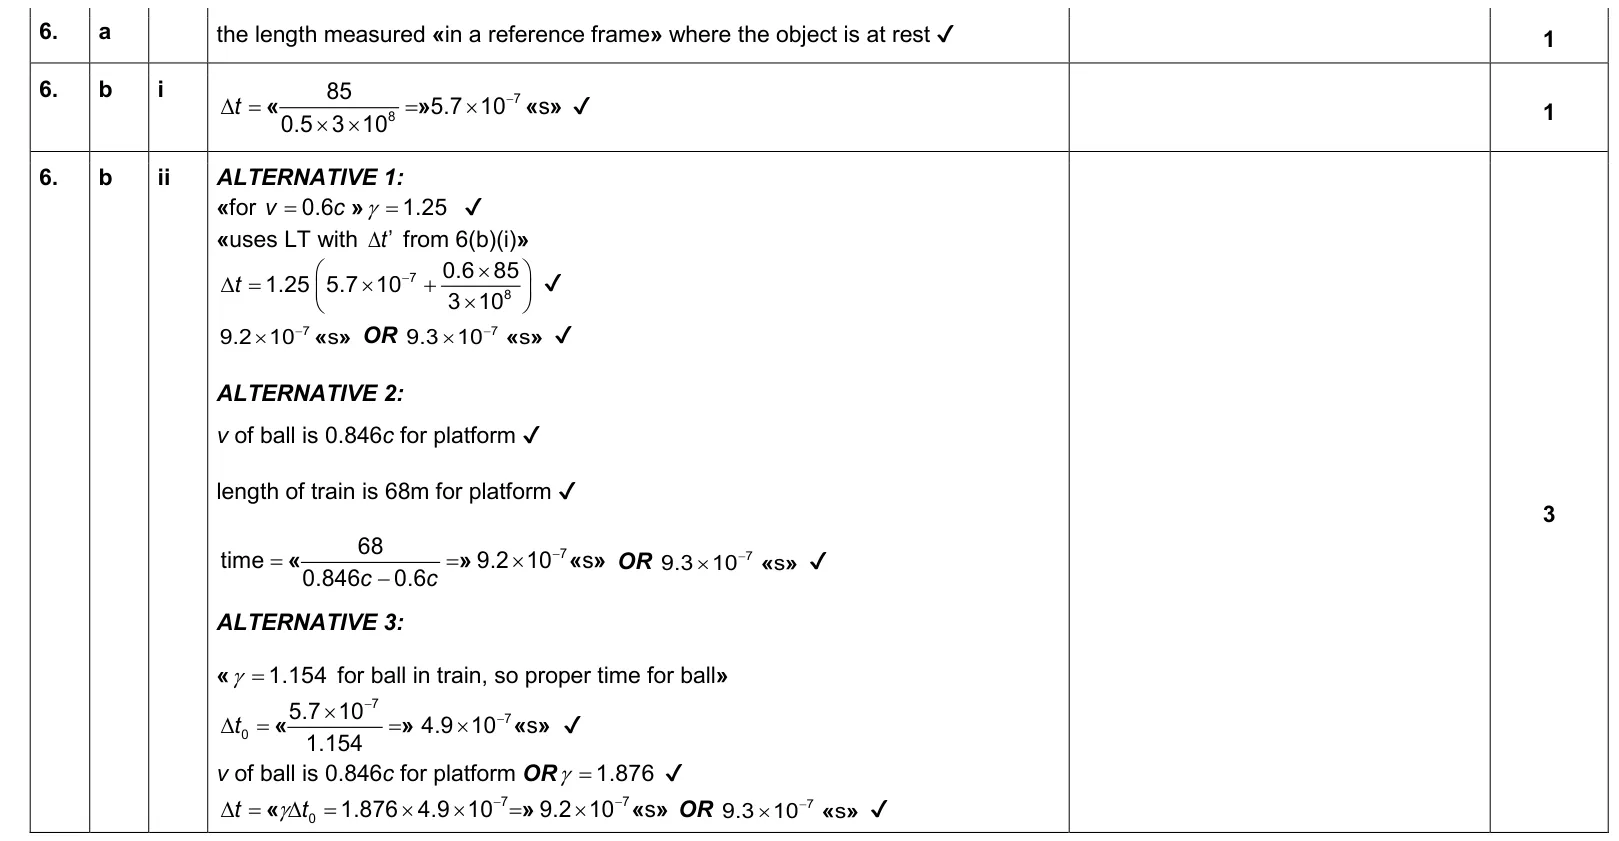 6. a the length measured «in a reference frame» where the object is at rest ✓ 1
6. b i Δt = « 85 / 0.5 × 3 × 10⁸ =» 5.7 × 10⁻⁷ «s» ✓ 1
6. b ii ALTERNATIVE 1:
«for v = 0.6c » γ = 1.25 ✓
«uses LT with Δt’ from 6(b)(i)»
Δt = 1.25 ( 5.7 × 10⁻⁷ + 0.6 × 85 / 3 × 10⁸ ) ✓
9.2 × 10⁻⁷ «s» OR 9.3 × 10⁻⁷ «s» ✓
ALTERNATIVE 2:
v of ball is 0.846c for platform ✓
length of train is 68m for platform ✓
3
time = « 68 / 0.846c − 0.6c =» 9.2 × 10⁻⁷ «s» OR 9.3 × 10⁻⁷ «s» ✓
ALTERNATIVE 3:
« γ = 1.154 for ball in train, so proper time for ball»
Δt₀ = « 5.7 × 10⁻⁷ / 1.154 =» 4.9 × 10⁻⁷ «s» ✓
v of ball is 0.846c for platform OR γ = 1.876 ✓
Δt = «γΔt₀ = 1.876 × 4.9 × 10⁻⁷ =» 9.2 × 10⁻⁷ «s» OR 9.3 × 10⁻⁷ «s» ✓